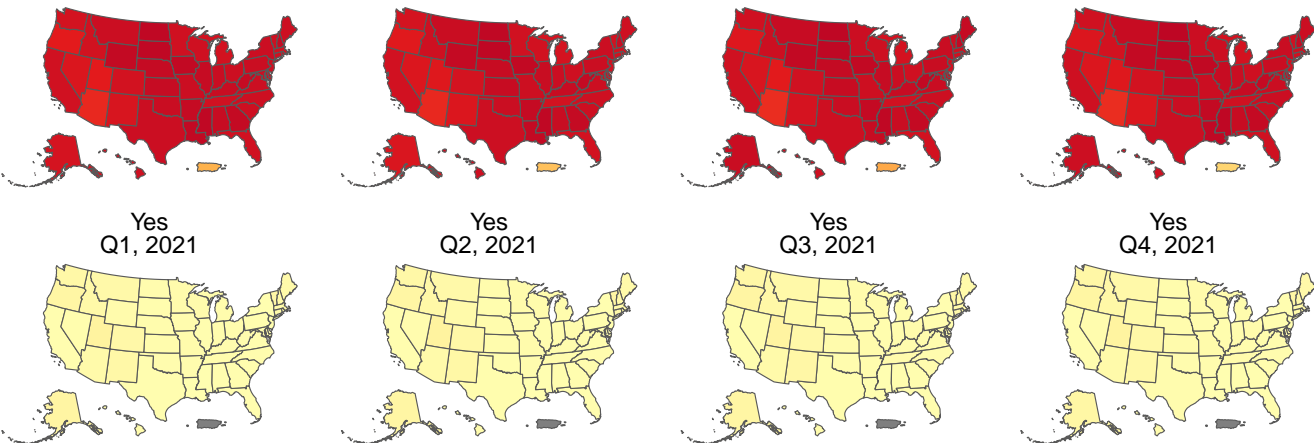 Yes
Q1, 2021
Yes
Q2, 2021
Yes
Q3, 2021
Yes
Q4, 2021